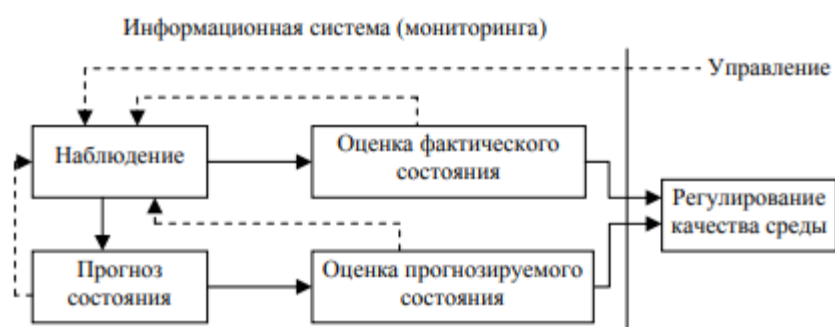 Информационная система (мониторинга)
Управление
Наблюдение
Оценка фактического
состояния
Регулирование
качества среды
Прогноз
состояния
Оценка прогнозируемого
состояния